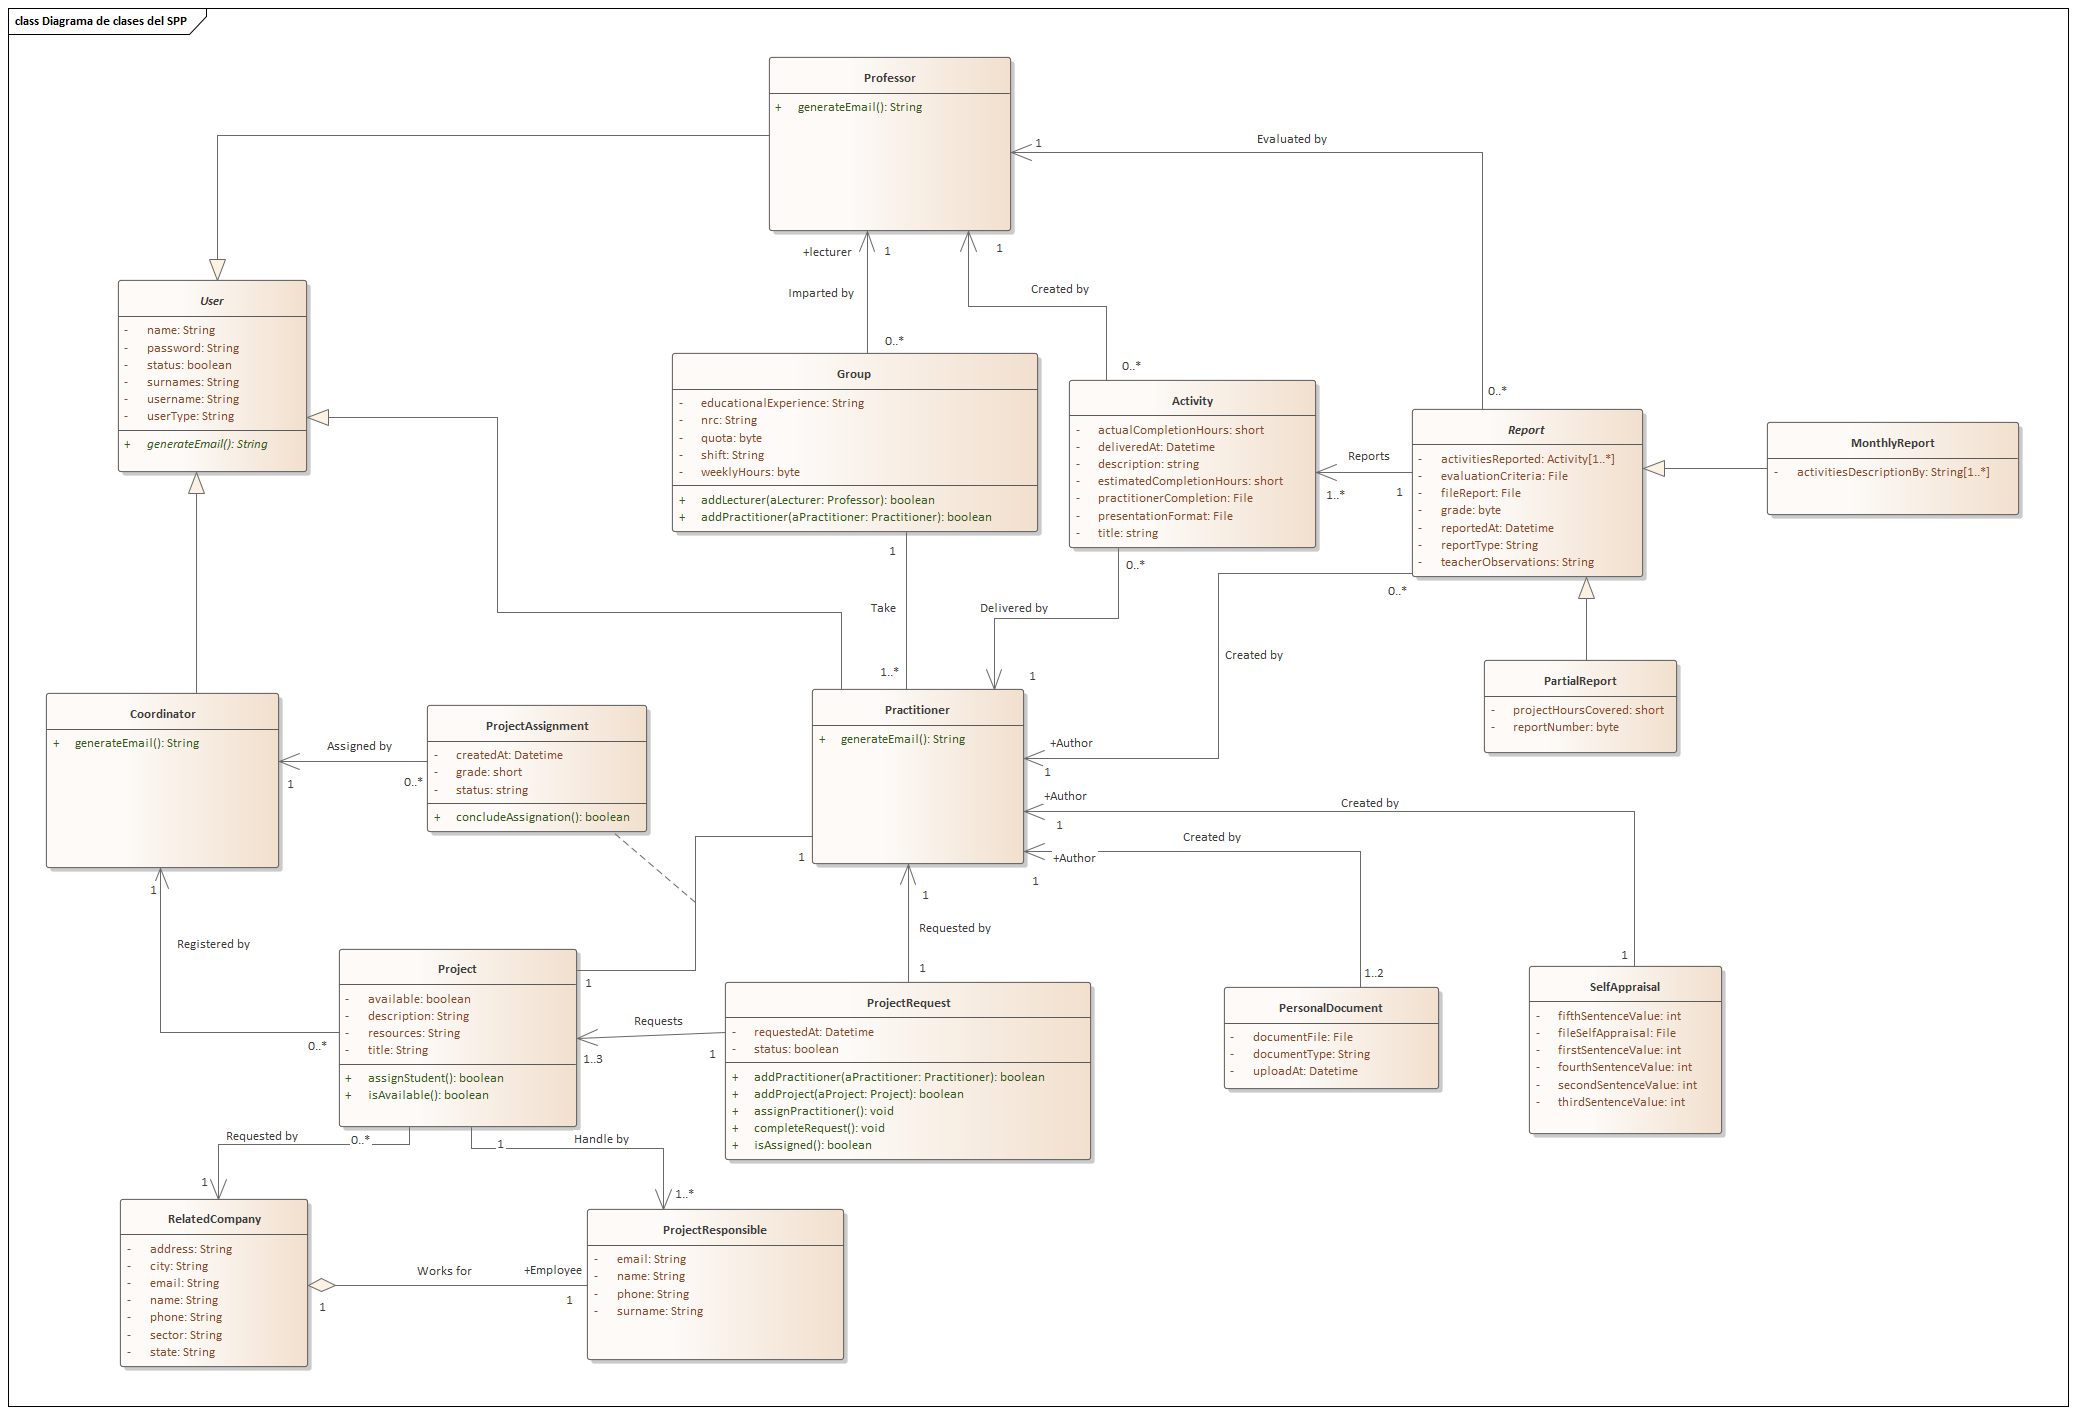 class Diagrama de clases del SPP
Professor
+ generateEmail(): String
1
Evaluated by
+lecturer
1
1
Imparted by
Created by
0..*
0..*
0..*
User
- name: String
- password: String
- status: boolean
- surnames: String
- username: String
- userType: String
+ generateEmail(): String
Group
- educationalExperience: String
- nrc: String
- quota: byte
- shift: String
- weeklyHours: byte
+ addLecturer(aLecturer: Professor): boolean
+ addPractitioner(aPractitioner: Practitioner): boolean
Activity
- actualCompletionHours: short
- deliveredAt: Datetime
- description: string
- estimatedCompletionHours: short
- practitionerCompletion: File
- presentationFormat: File
- title: string
Reports
1..*
1
Report
- activitiesReported: Activity[1..*]
- evaluationCriteria: File
- fileReport: File
- grade: byte
- reportedAt: Datetime
- reportType: String
- teacherObservations: String
MonthlyReport
- activitiesDescriptionBy: String[1..*]
1
0..*
0..*
Take
Delivered by
Created by
1..*
1
PartialReport
- projectHoursCovered: short
- reportNumber: byte
Coordinator
+ generateEmail(): String
Assigned by
1
0..*
ProjectAssignment
- createdAt: Datetime
- grade: short
- status: string
+ concludeAssignation(): boolean
Practitioner
+ generateEmail(): String
+Author
1
+Author
1
Created by
Created by
+Author
1
1
1
1
Registered by
Requested by
1
1
1..2
0..*
1
Project
- available: boolean
- description: String
- resources: String
- title: String
+ assignStudent(): boolean
+ isAvailable(): boolean
Requests
1..3
1
ProjectRequest
- requestedAt: Datetime
- status: boolean
+ addPractitioner(aPractitioner: Practitioner): boolean
+ addProject(aProject: Project): boolean
+ assignPractitioner(): void
+ completeRequest(): void
+ isAssigned(): boolean
PersonalDocument
- documentFile: File
- documentType: String
- uploadAt: Datetime
SelfAppraisal
- fifthSentenceValue: int
- fileSelfAppraisal: File
- firstSentenceValue: int
- fourthSentenceValue: int
- secondSentenceValue: int
- thirdSentenceValue: int
Requested by
0..*
1
Handle by
1
1..*
RelatedCompany
- address: String
- city: String
- email: String
- name: String
- phone: String
- sector: String
- state: String
Works for
+Employee
1
1
ProjectResponsible
- email: String
- name: String
- phone: String
- surname: String